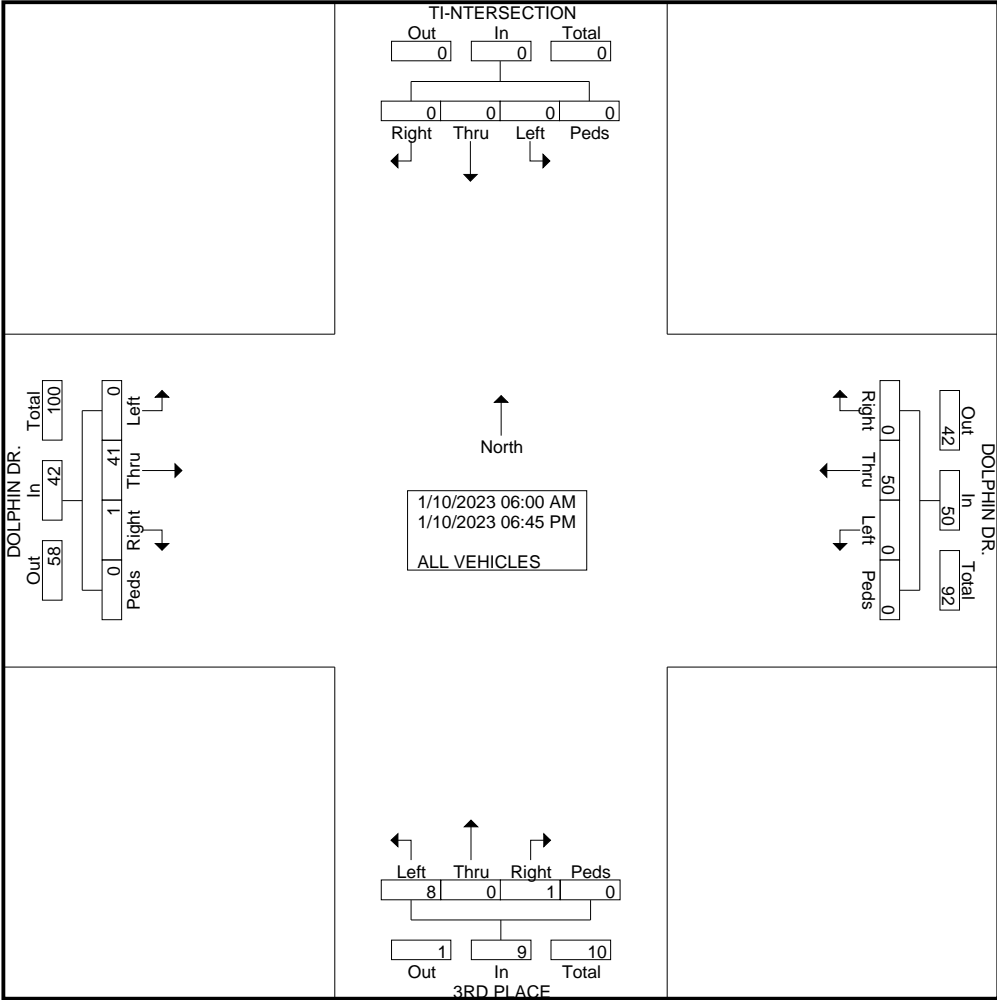 TI-NTERSECTION
Out In Total
0 0 0
0 0 0 0
Right Thru Left Peds
DOLPHIN DR.
Total In Out
100 42 58
0 41 1 0
Left Thru Right Peds
North
1/10/2023 06:00 AM
1/10/2023 06:45 PM
ALL VEHICLES
DOLPHIN DR.
Out In Total
42 50 92
0 50 0 0
Right Thru Left Peds
Left Thru Right Peds
8 0 1 0
1 9 10
Out In Total
3RD PLACE